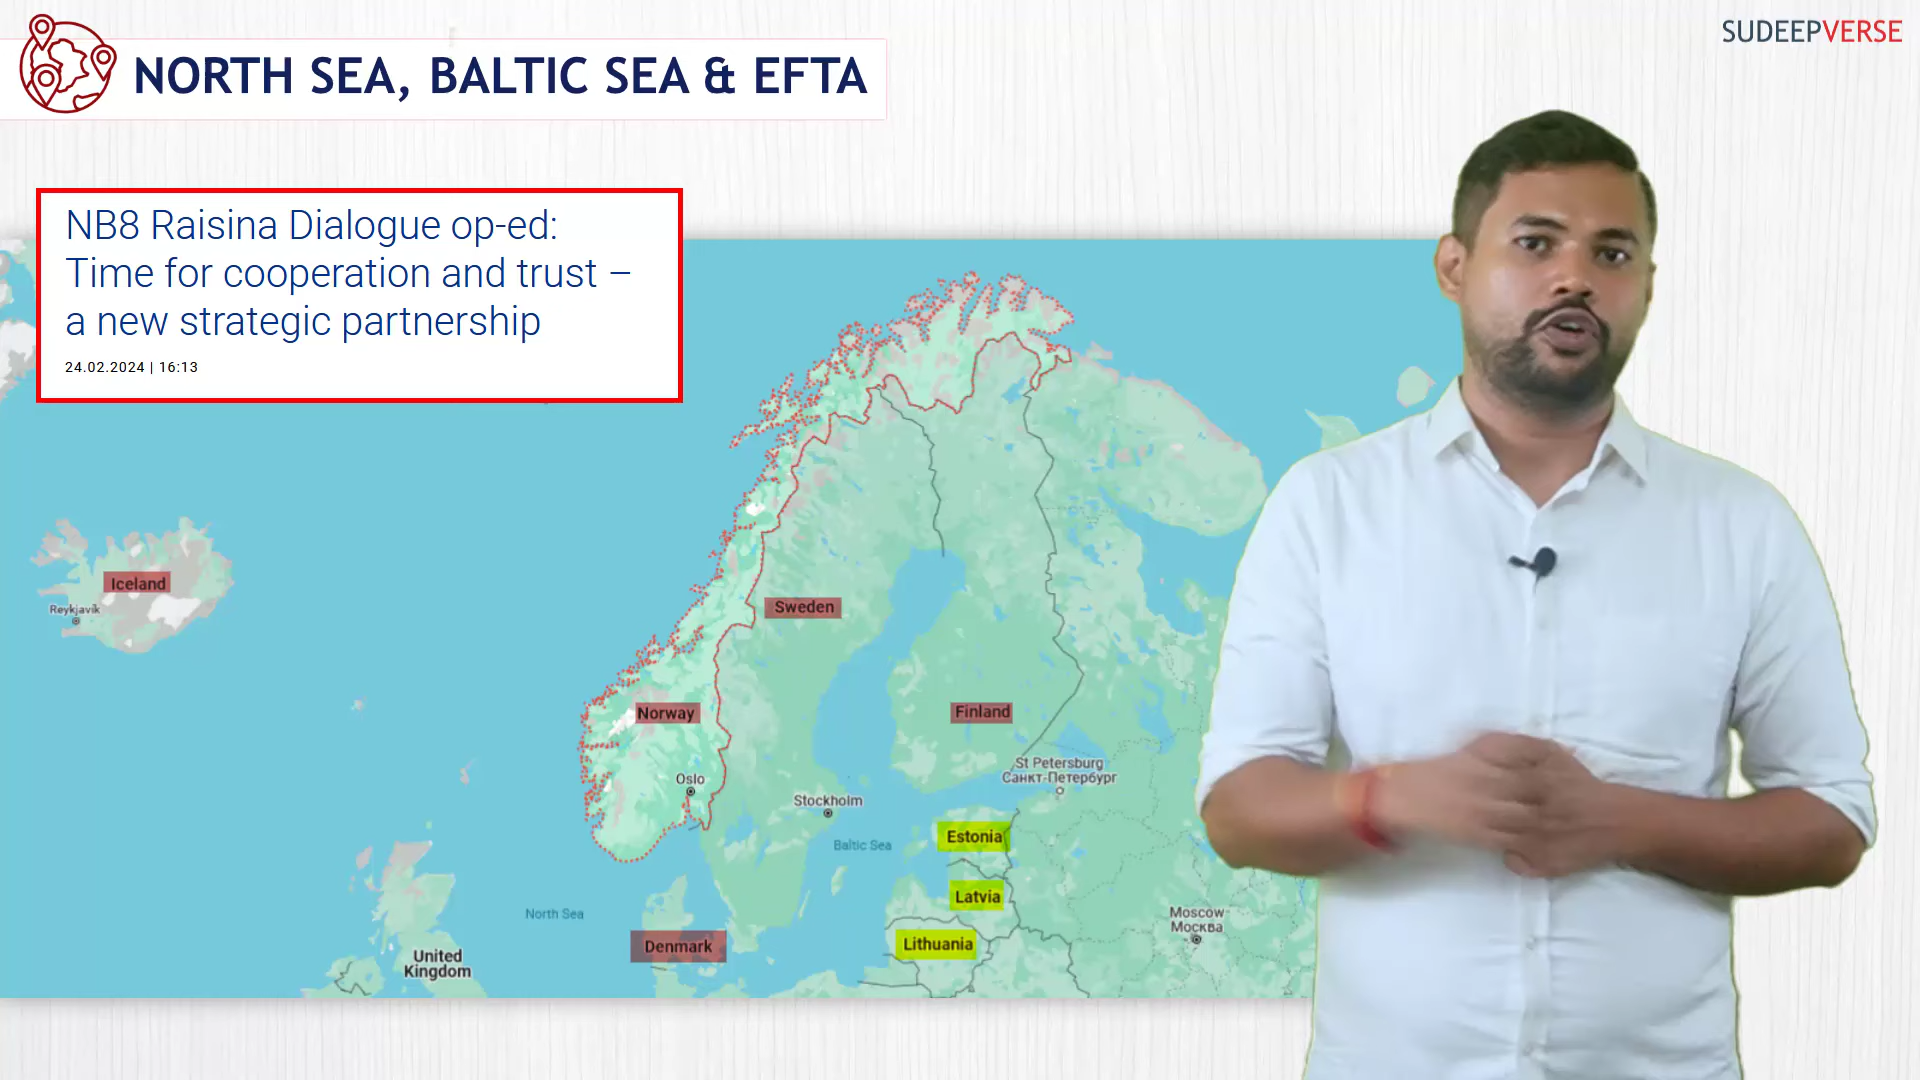 SUDEEPVERSE
NORTH SEA, BALTIC SEA & EFTA
NB8 Raisina Dialogue op-ed:
Time for cooperation and trust –
a new strategic partnership
24.02.2024 | 16:13
Iceland
Reykjavik
Sweden
Norway
Finland
Oslo
St Petersburg
Санкт-Петербург
Stockholm
Baltic Sea
Estonia
Latvia
North Sea
Moscow
Москва
Denmark
Lithuania
United
Kingdom